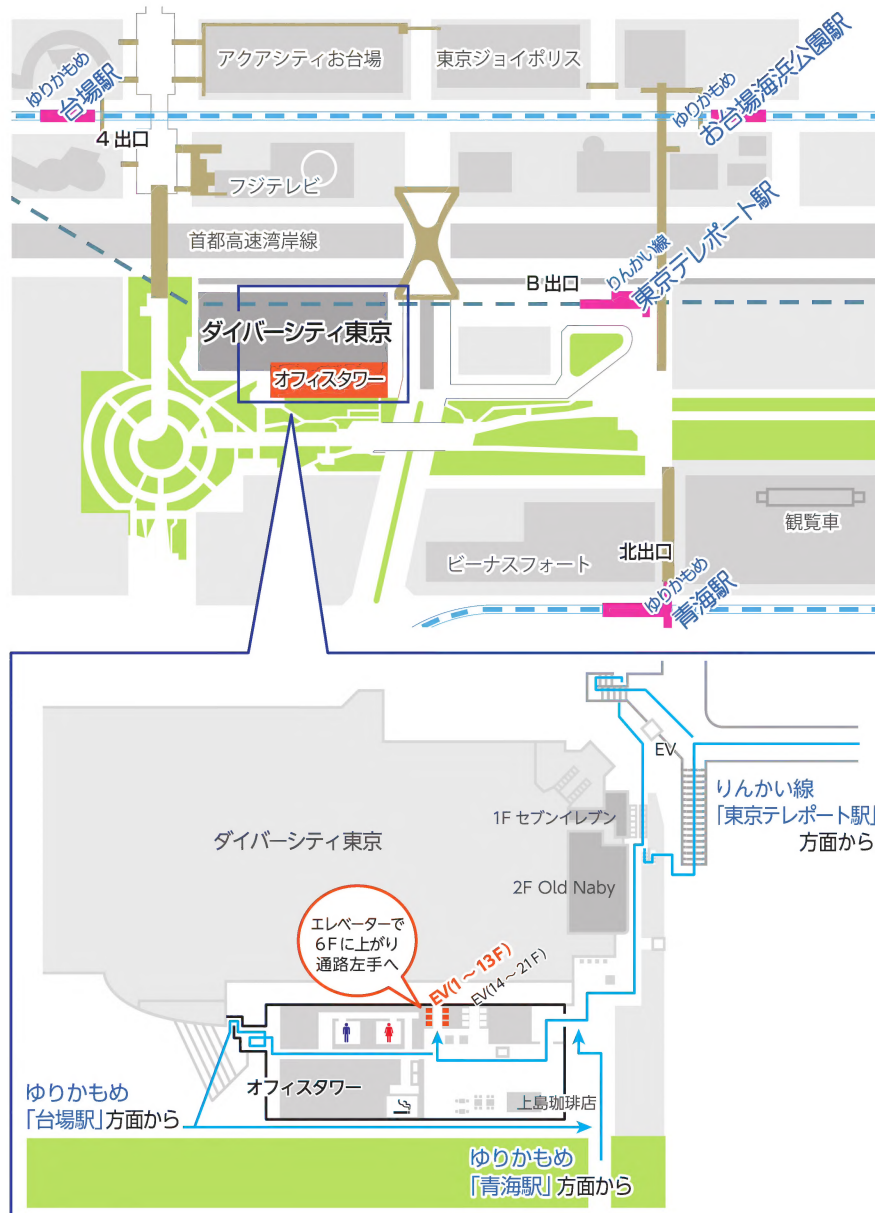 アクアシティお台場
東京ジョイポリス
ゆりかもめ
台場駅
ゆりかもめ
お台場海浜公園駅
4 出口
フジテレビ
首都高速湾岸線
りんかい線
東京テレポート駅
B 出口
ダイバーシティ東京
オフィスタワー
観覧車
北出口
ビーナスフォート
ゆりかもめ
青海駅
EV
りんかい線
「東京テレポート駅」
方面から
1F セブンイレブン
ダイバーシティ東京
2F Old Naby
エレベーターで
6Fに上がり
通路左手へ
EV(1～13F)
EV(14～21F)
オフィスタワー
上島珈琲店
ゆりかもめ
「台場駅」方面から
ゆりかもめ
「青海駅」方面から